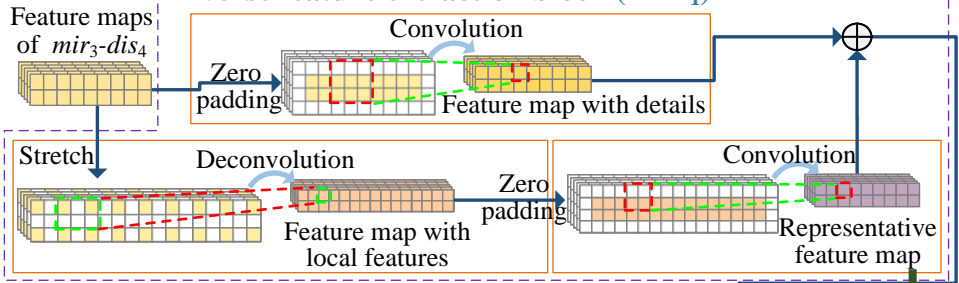 Feature maps
of mir3-dis4
Convolution
Zero
padding
Feature map with details
Stretch
Deconvolution
Feature map with
local features
Zero
padding
Convolution
Representative
feature map